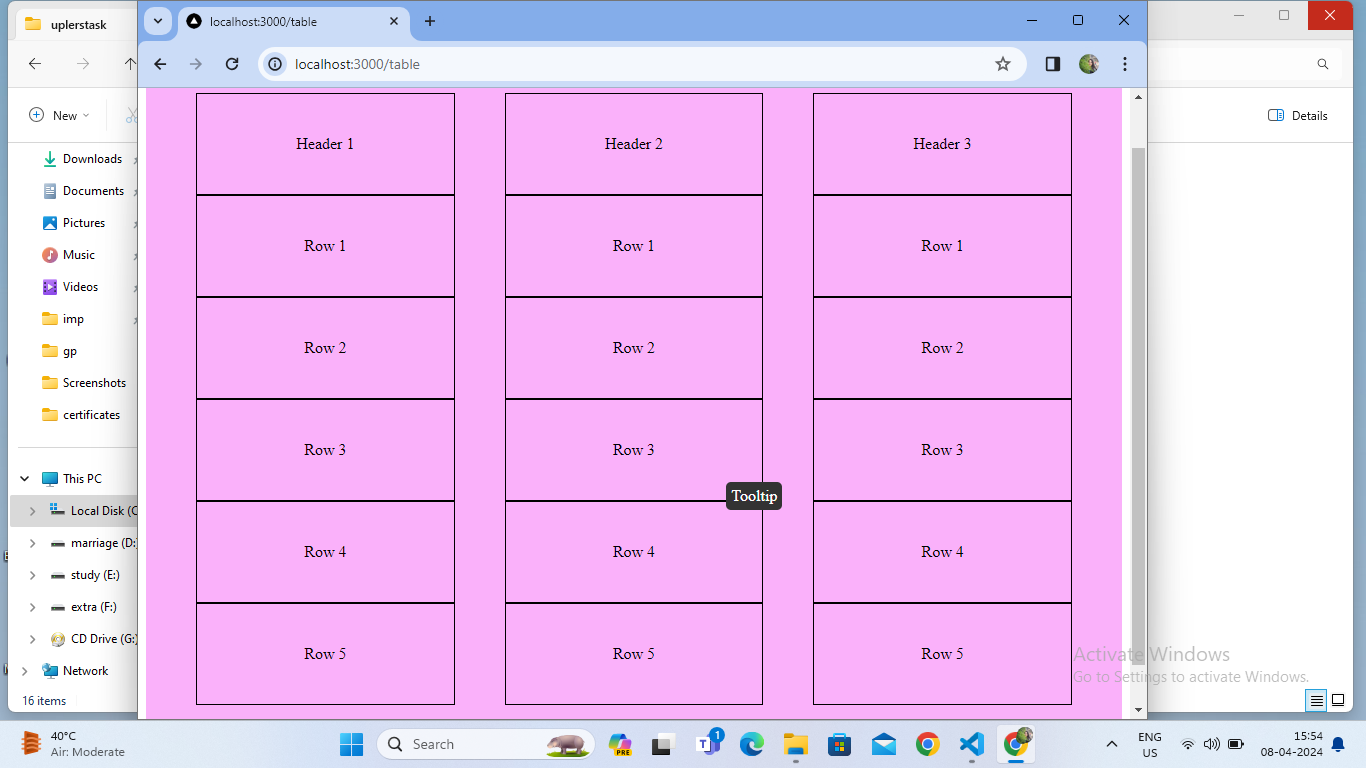 uplerstask
localhost:3000/table
localhost:3000/table
New
Details
Downloads
Documents
Pictures
Music
Videos
imp
gp
Screenshots
certificates
This PC
Local Disk (C
marriage (D:
study (E:)
extra (F:)
CD Drive (G:)
Network
16 items
Header 1 Header 2 Header 3
Row 1 Row 1 Row 1
Row 2 Row 2 Row 2
Row 3 Row 3 Row 3
Tooltip
Row 4 Row 4 Row 4
Row 5 Row 5 Row 5
Activate Windows
Go to Settings to activate Windows.
40°C
Air: Moderate
Search
PRE
1
ENG
US
15:54
08-04-2024